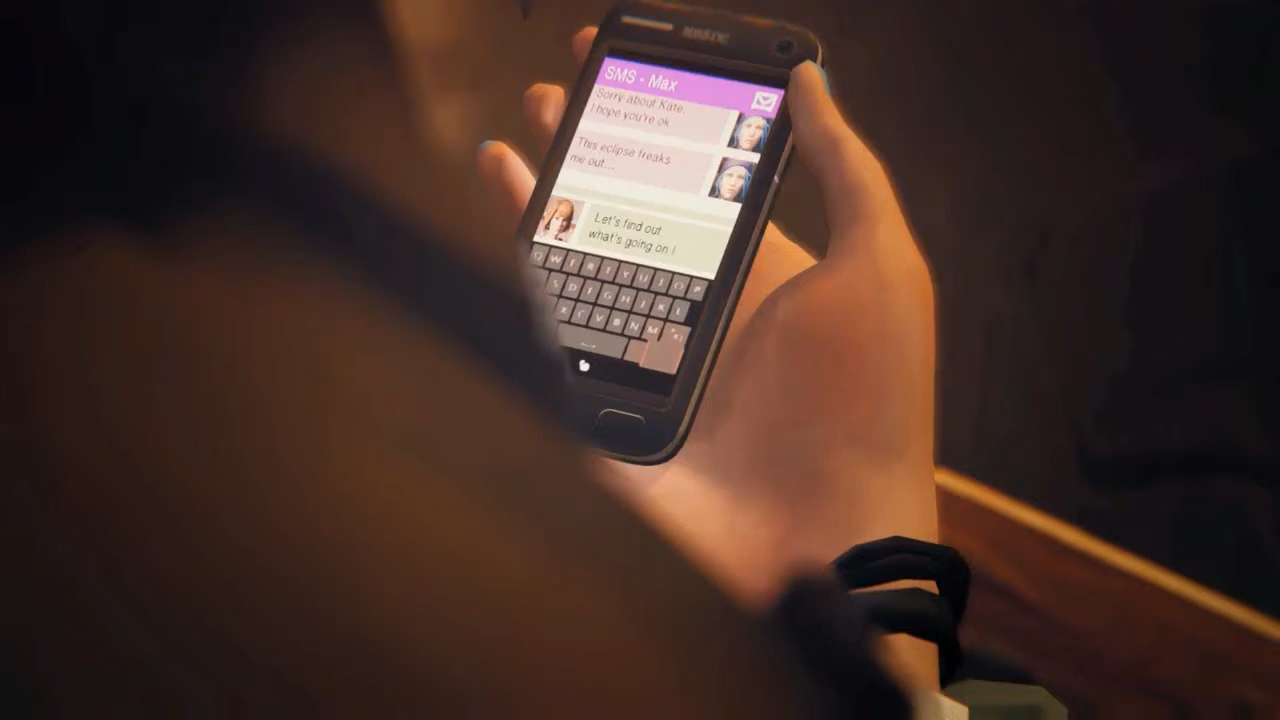 SMS - Max
Sorry about Kate.
I hope you're ok
This eclipse freaks
me out...
Let's find out
what's going on !
Q W E R T Y U I O P
S D F G H J K L
X C V B N M